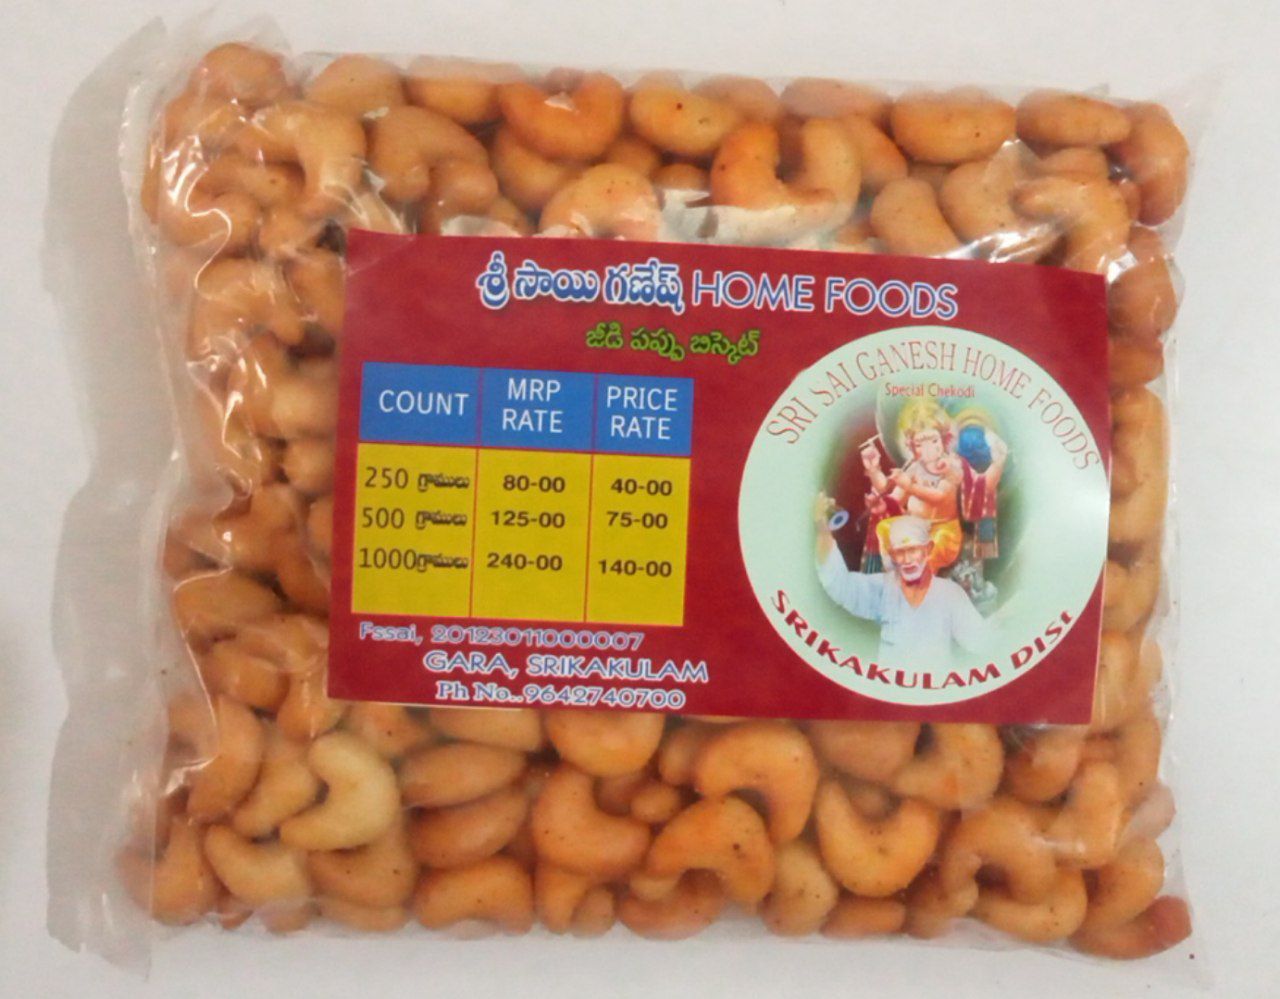 శ్రీ సాయి గణేష్ HOME FOODS
జీడి పప్పు బిస్కెట్
COUNT MRP RATE PRICE RATE
250 గ్రాములు 80-00 40-00
500 గ్రాములు 125-00 75-00
1000 గ్రాములు 240-00 140-00
Fssai, 20123011000007
GARA, SRIKAKULAM
Ph No..9642740700
SRI SAI GANESH HOME FOODS
Special Chekodi
SRIKAKULAM DIST